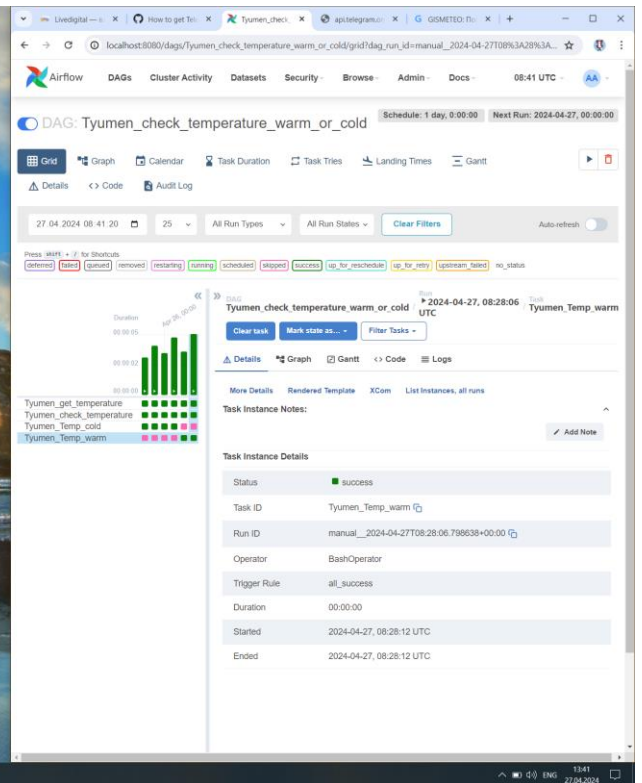 Livedigital —
How to get Tel
Tyumen_check_
api.telegram.or
GISMETEO: По
localhost:8080/dags/Tyumen_check_temperature_warm_or_cold/grid?dag_run_id=manual__2024-04-27T08%3A28%3A...
Airflow DAGs Cluster Activity Datasets Security Browse Admin Docs 08:41 UTC AA
DAG: Tyumen_check_temperature_warm_or_cold
Schedule: 1 day, 0:00:00 Next Run: 2024-04-27, 00:00:00
Grid Graph Calendar Task Duration Task Tries Landing Times Gantt
Details <> Code Audit Log
27.04.2024 08:41:20 25 All Run Types All Run States Clear Filters Auto-refresh
Press shift + / for Shortcuts
deferred failed queued removed restarting running scheduled skipped success up_for_reschedule up_for_retry upstream_failed no_status
Duration
Apr 26, 00:00
00:00:05
00:00:02
00:00:00
Tyumen_get_temperature
Tyumen_check_temperature
Tyumen_Temp_cold
Tyumen_Temp_warm
DAG Run Task
Tyumen_check_temperature_warm_or_cold / 2024-04-27, 08:28:06 UTC / Tyumen_Temp_warm
Clear task Mark state as... Filter Tasks
Details Graph Gantt <> Code Logs
More Details Rendered Template XCom List Instances, all runs
Task Instance Notes:
Add Note
Task Instance Details
Status success
Task ID Tyumen_Temp_warm
Run ID manual__2024-04-27T08:28:06.798638+00:00
Operator BashOperator
Trigger Rule all_success
Duration 00:00:00
Started 2024-04-27, 08:28:12 UTC
Ended 2024-04-27, 08:28:12 UTC
ENG 13:41
27.04.2024